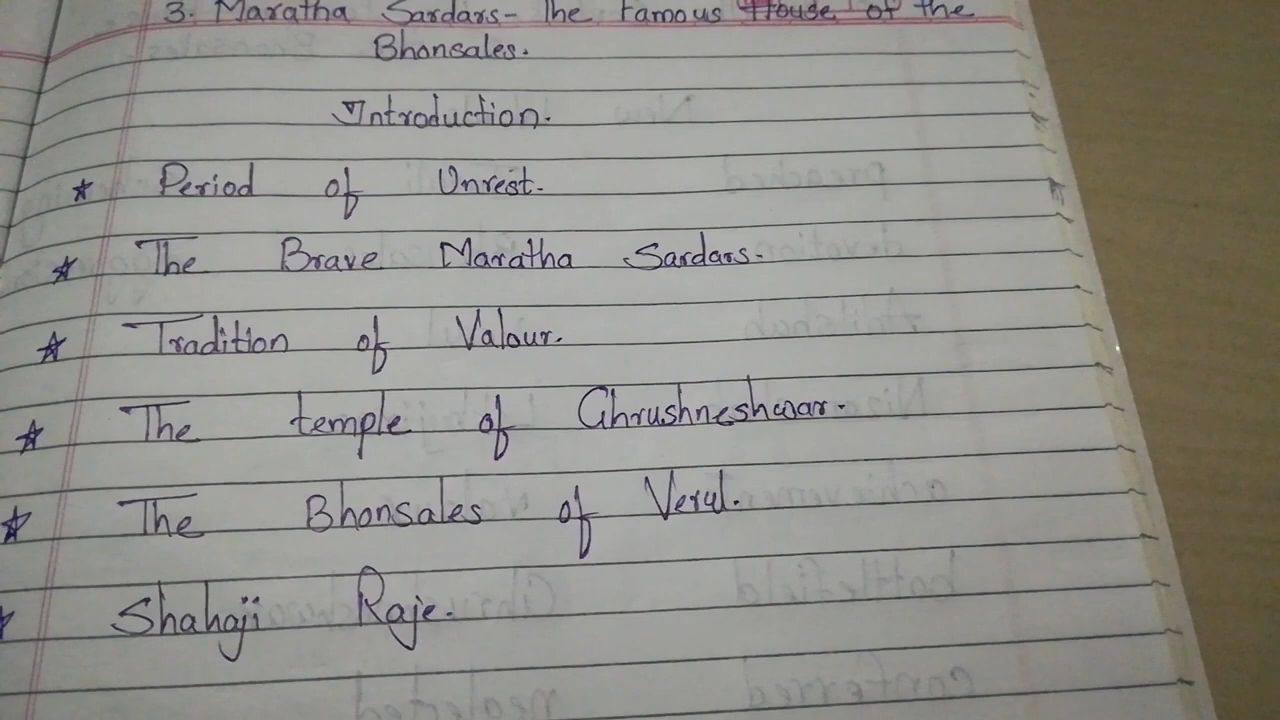 3. Maratha Sardars- The Famous House of the
Bhonsales.
Introduction.
★ Period of Unrest.
★ The Brave Maratha Sardars.
★ Tradition of Valour.
★ The temple of Ghrushneshwar.
★ The Bhonsales of Verul.
★ Shahaji Raje.